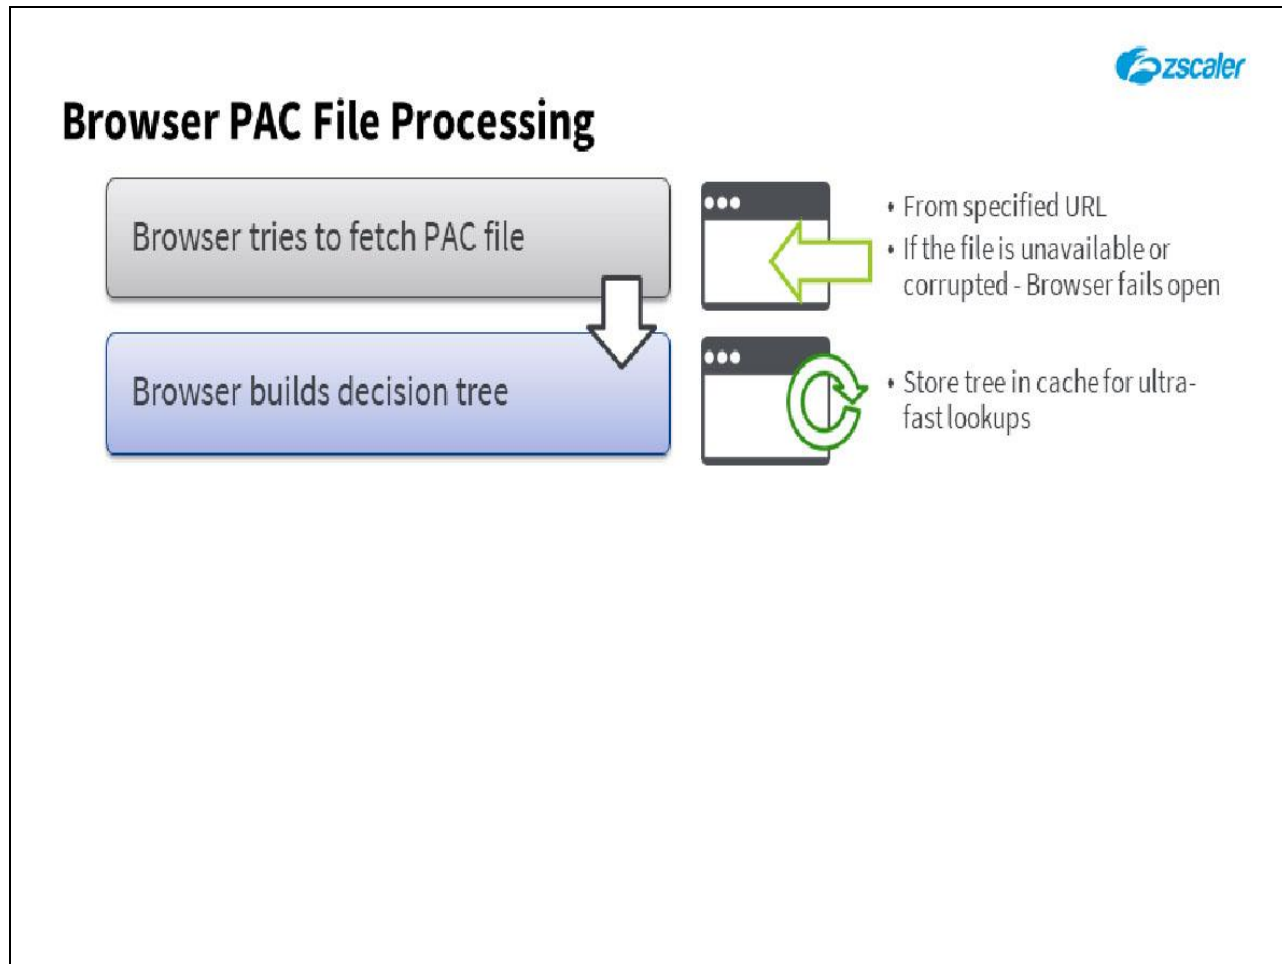 zscaler
Browser PAC File Processing
Browser tries to fetch PAC file
• From specified URL
• If the file is unavailable or
corrupted - Browser fails open
Browser builds decision tree
• Store tree in cache for ultra-
fast lookups